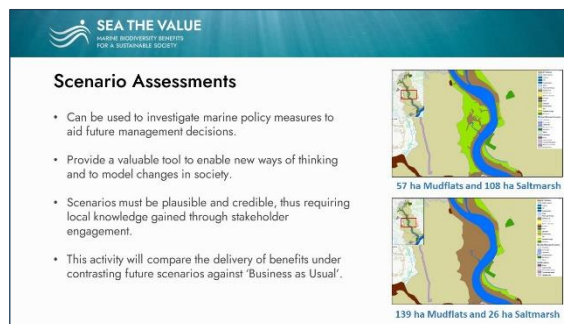 SEA THE VALUE
MARINE BIODIVERSITY BENEFITS
FOR A SUSTAINABLE SOCIETY
Scenario Assessments
• Can be used to investigate marine policy measures to
aid future management decisions.
• Provide a valuable tool to enable new ways of thinking
and to model changes in society.
• Scenarios must be plausible and credible, thus requiring
local knowledge gained through stakeholder
engagement.
• This activity will compare the delivery of benefits under
contrasting future scenarios against ‘Business as Usual’.
57 ha Mudflats and 108 ha Saltmarsh
139 ha Mudflats and 26 ha Saltmarsh